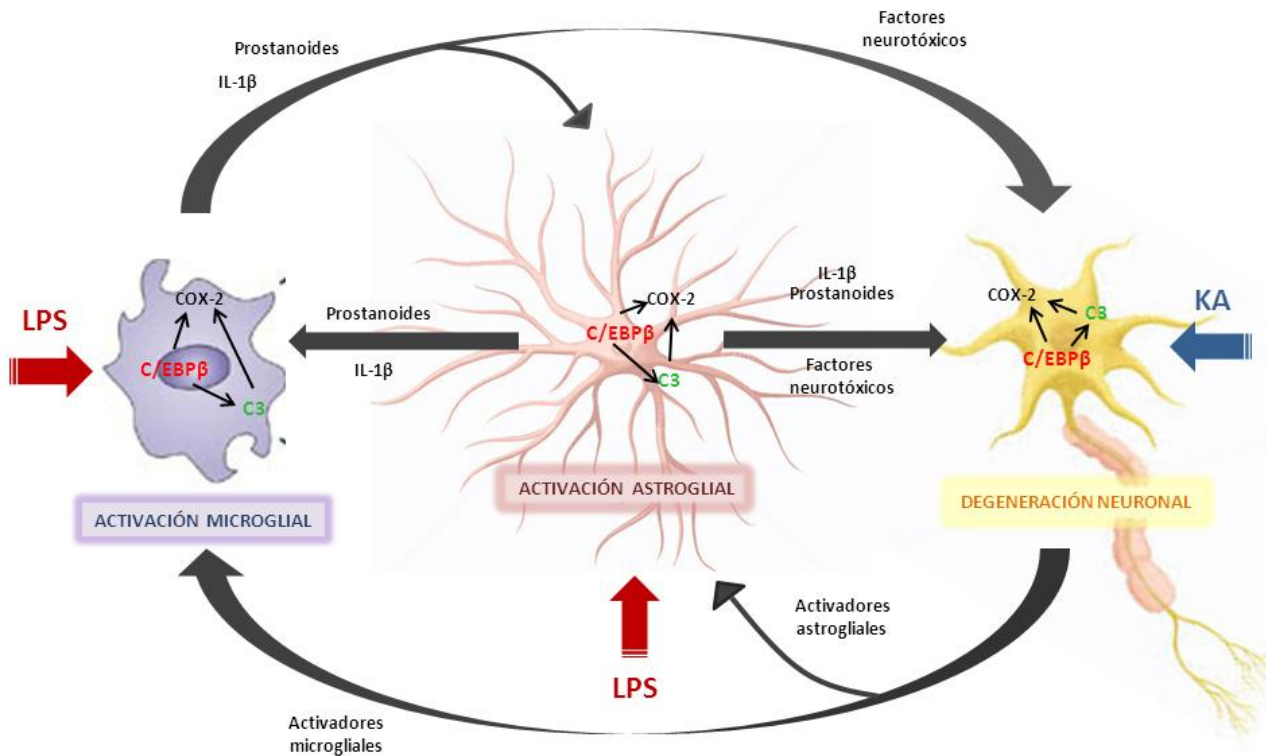 Factores
neurotóxicos
Prostanoides
IL-1β
IL-1β
Prostanoides
COX-2
COX-2
COX-2
C3
LPS
Prostanoides
KA
C/EBPβ
C/EBPβ
C/EBPβ
IL-1β
Factores
neurotóxicos
C3
C3
ACTIVACIÓN MICROGLIAL
ACTIVACIÓN ASTROGLIAL
DEGENERACIÓN NEURONAL
Activadores
astrogliales
LPS
Activadores
microgliales